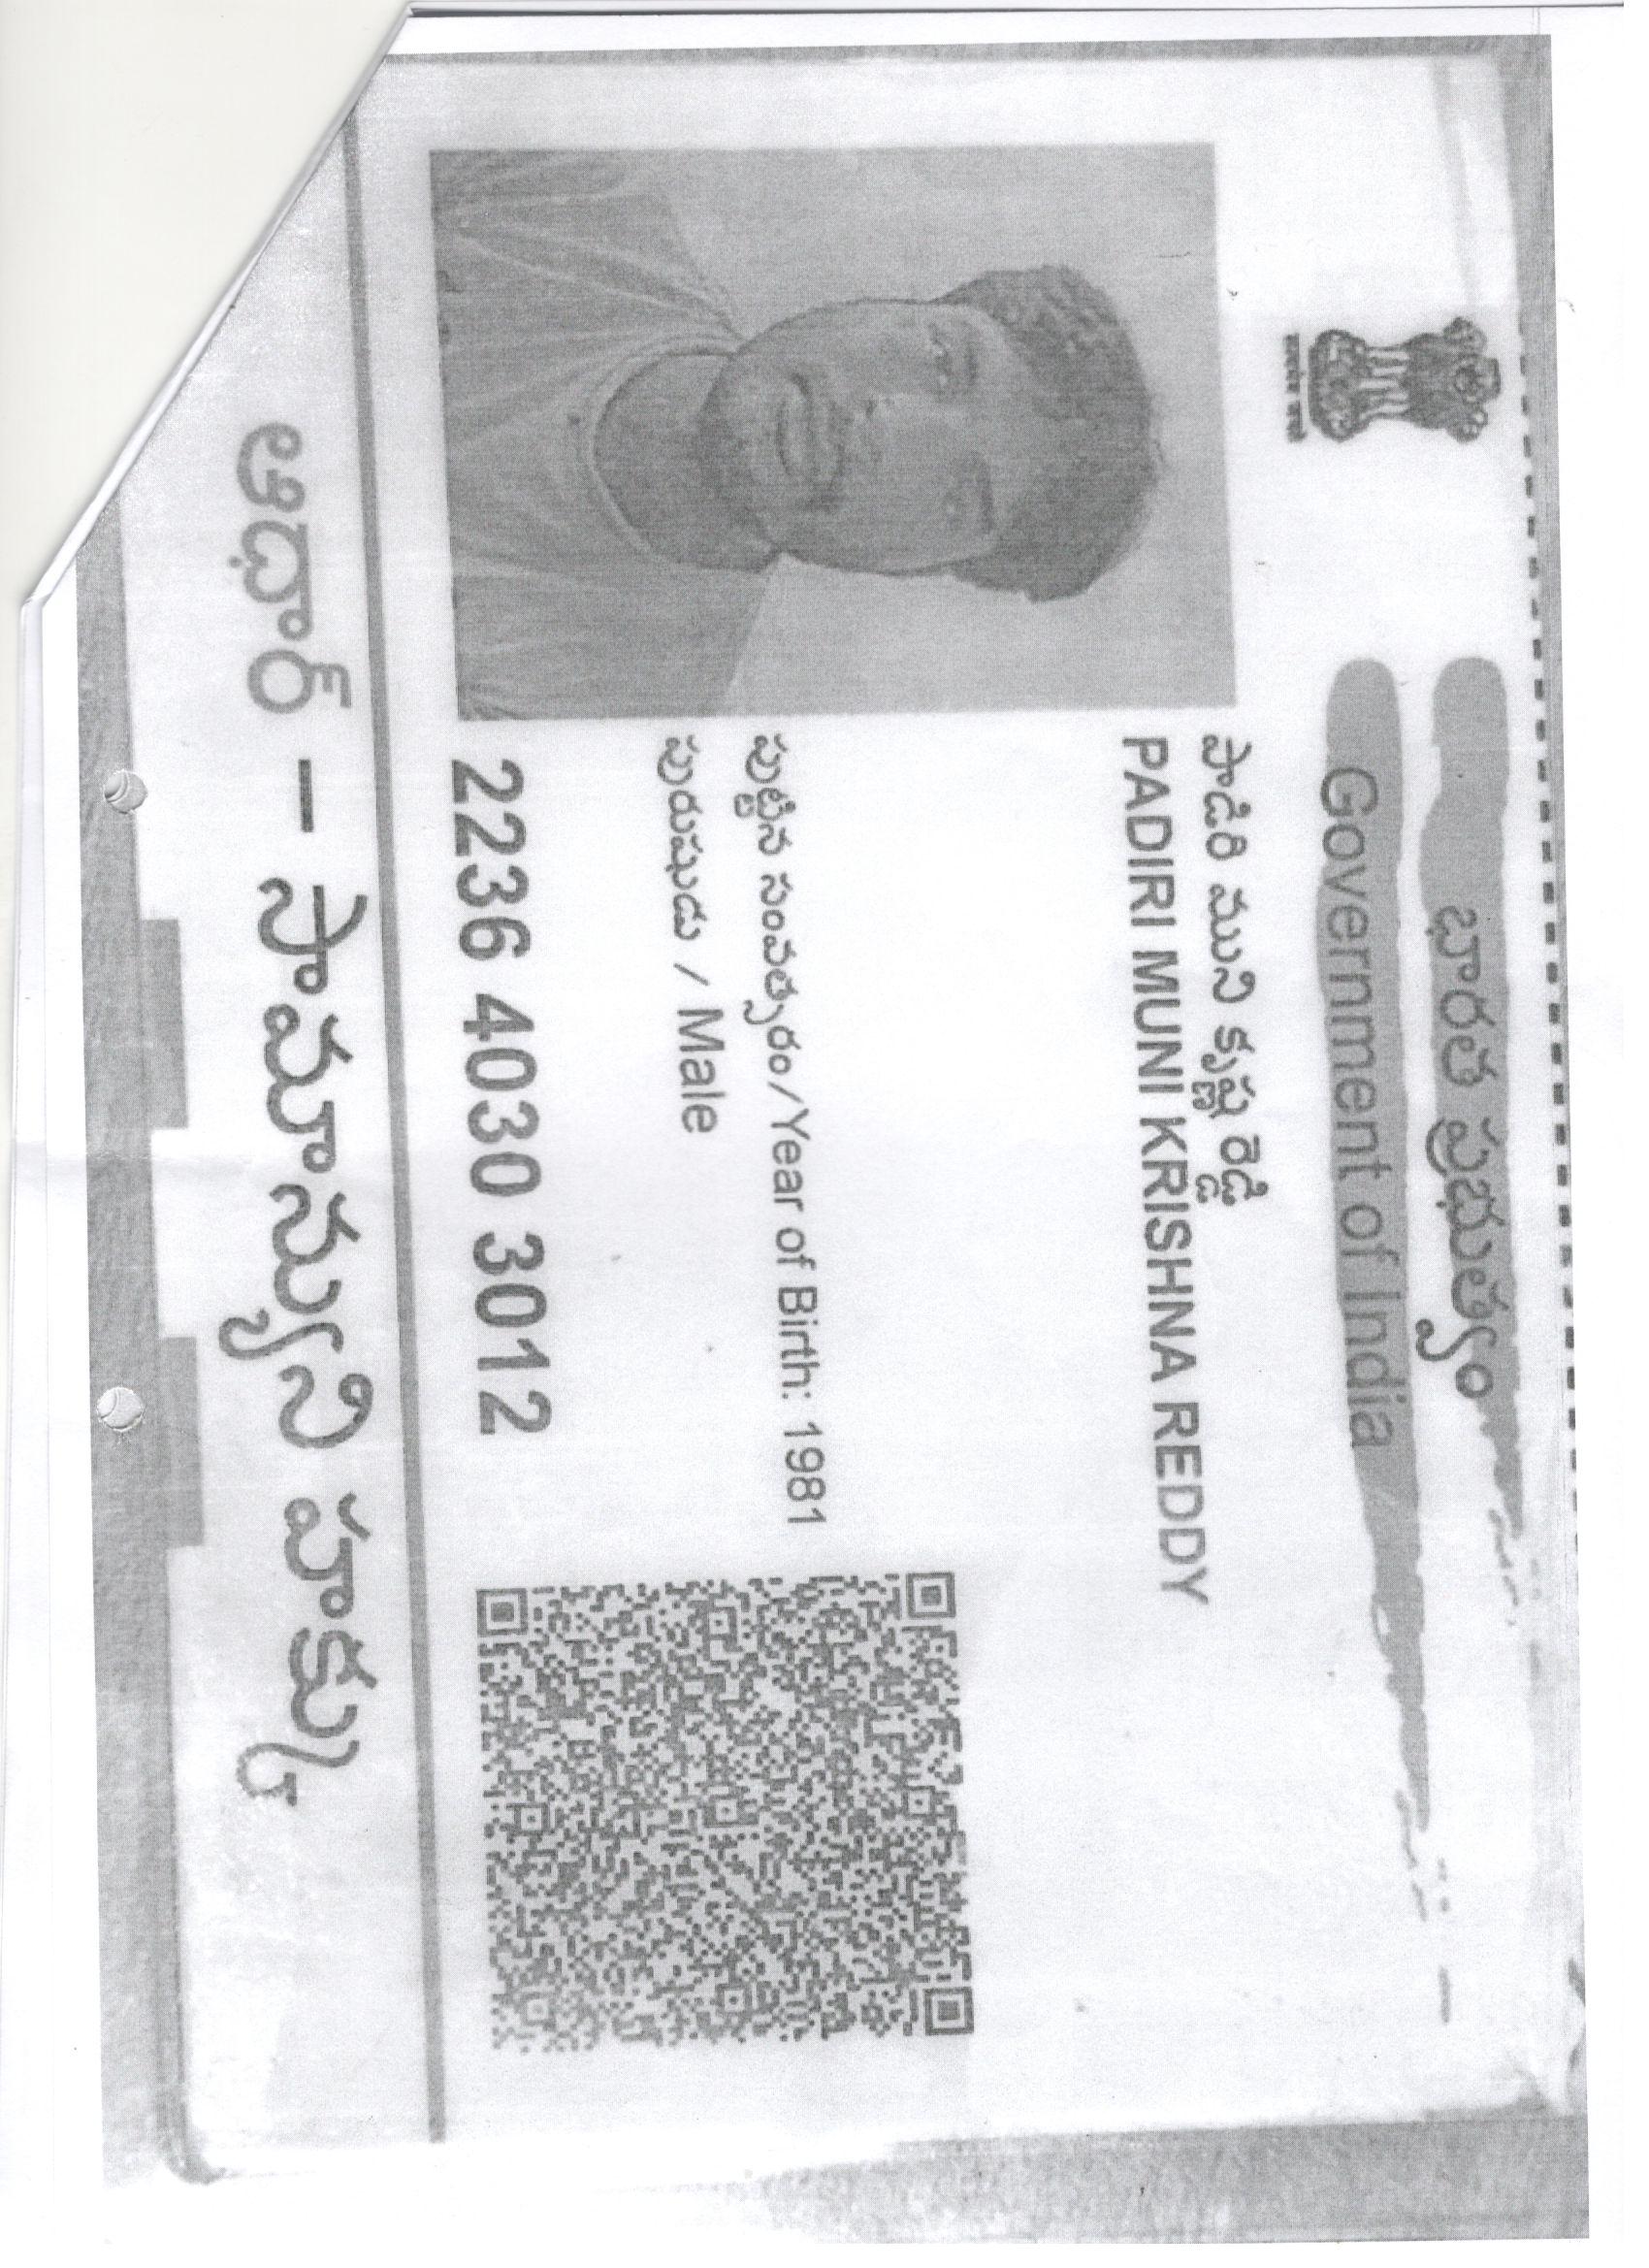 భారత ప్రభుత్వం
Government of India
పాదిరి ముని కృష్ణా రెడ్డి
PADIRI MUNI KRISHNA REDDY
పుట్టిన సంవత్సరం/Year of Birth: 1981
పురుషుడు / Male
2236 4030 3012
ఆధార్ – సామాన్యుని హక్కు